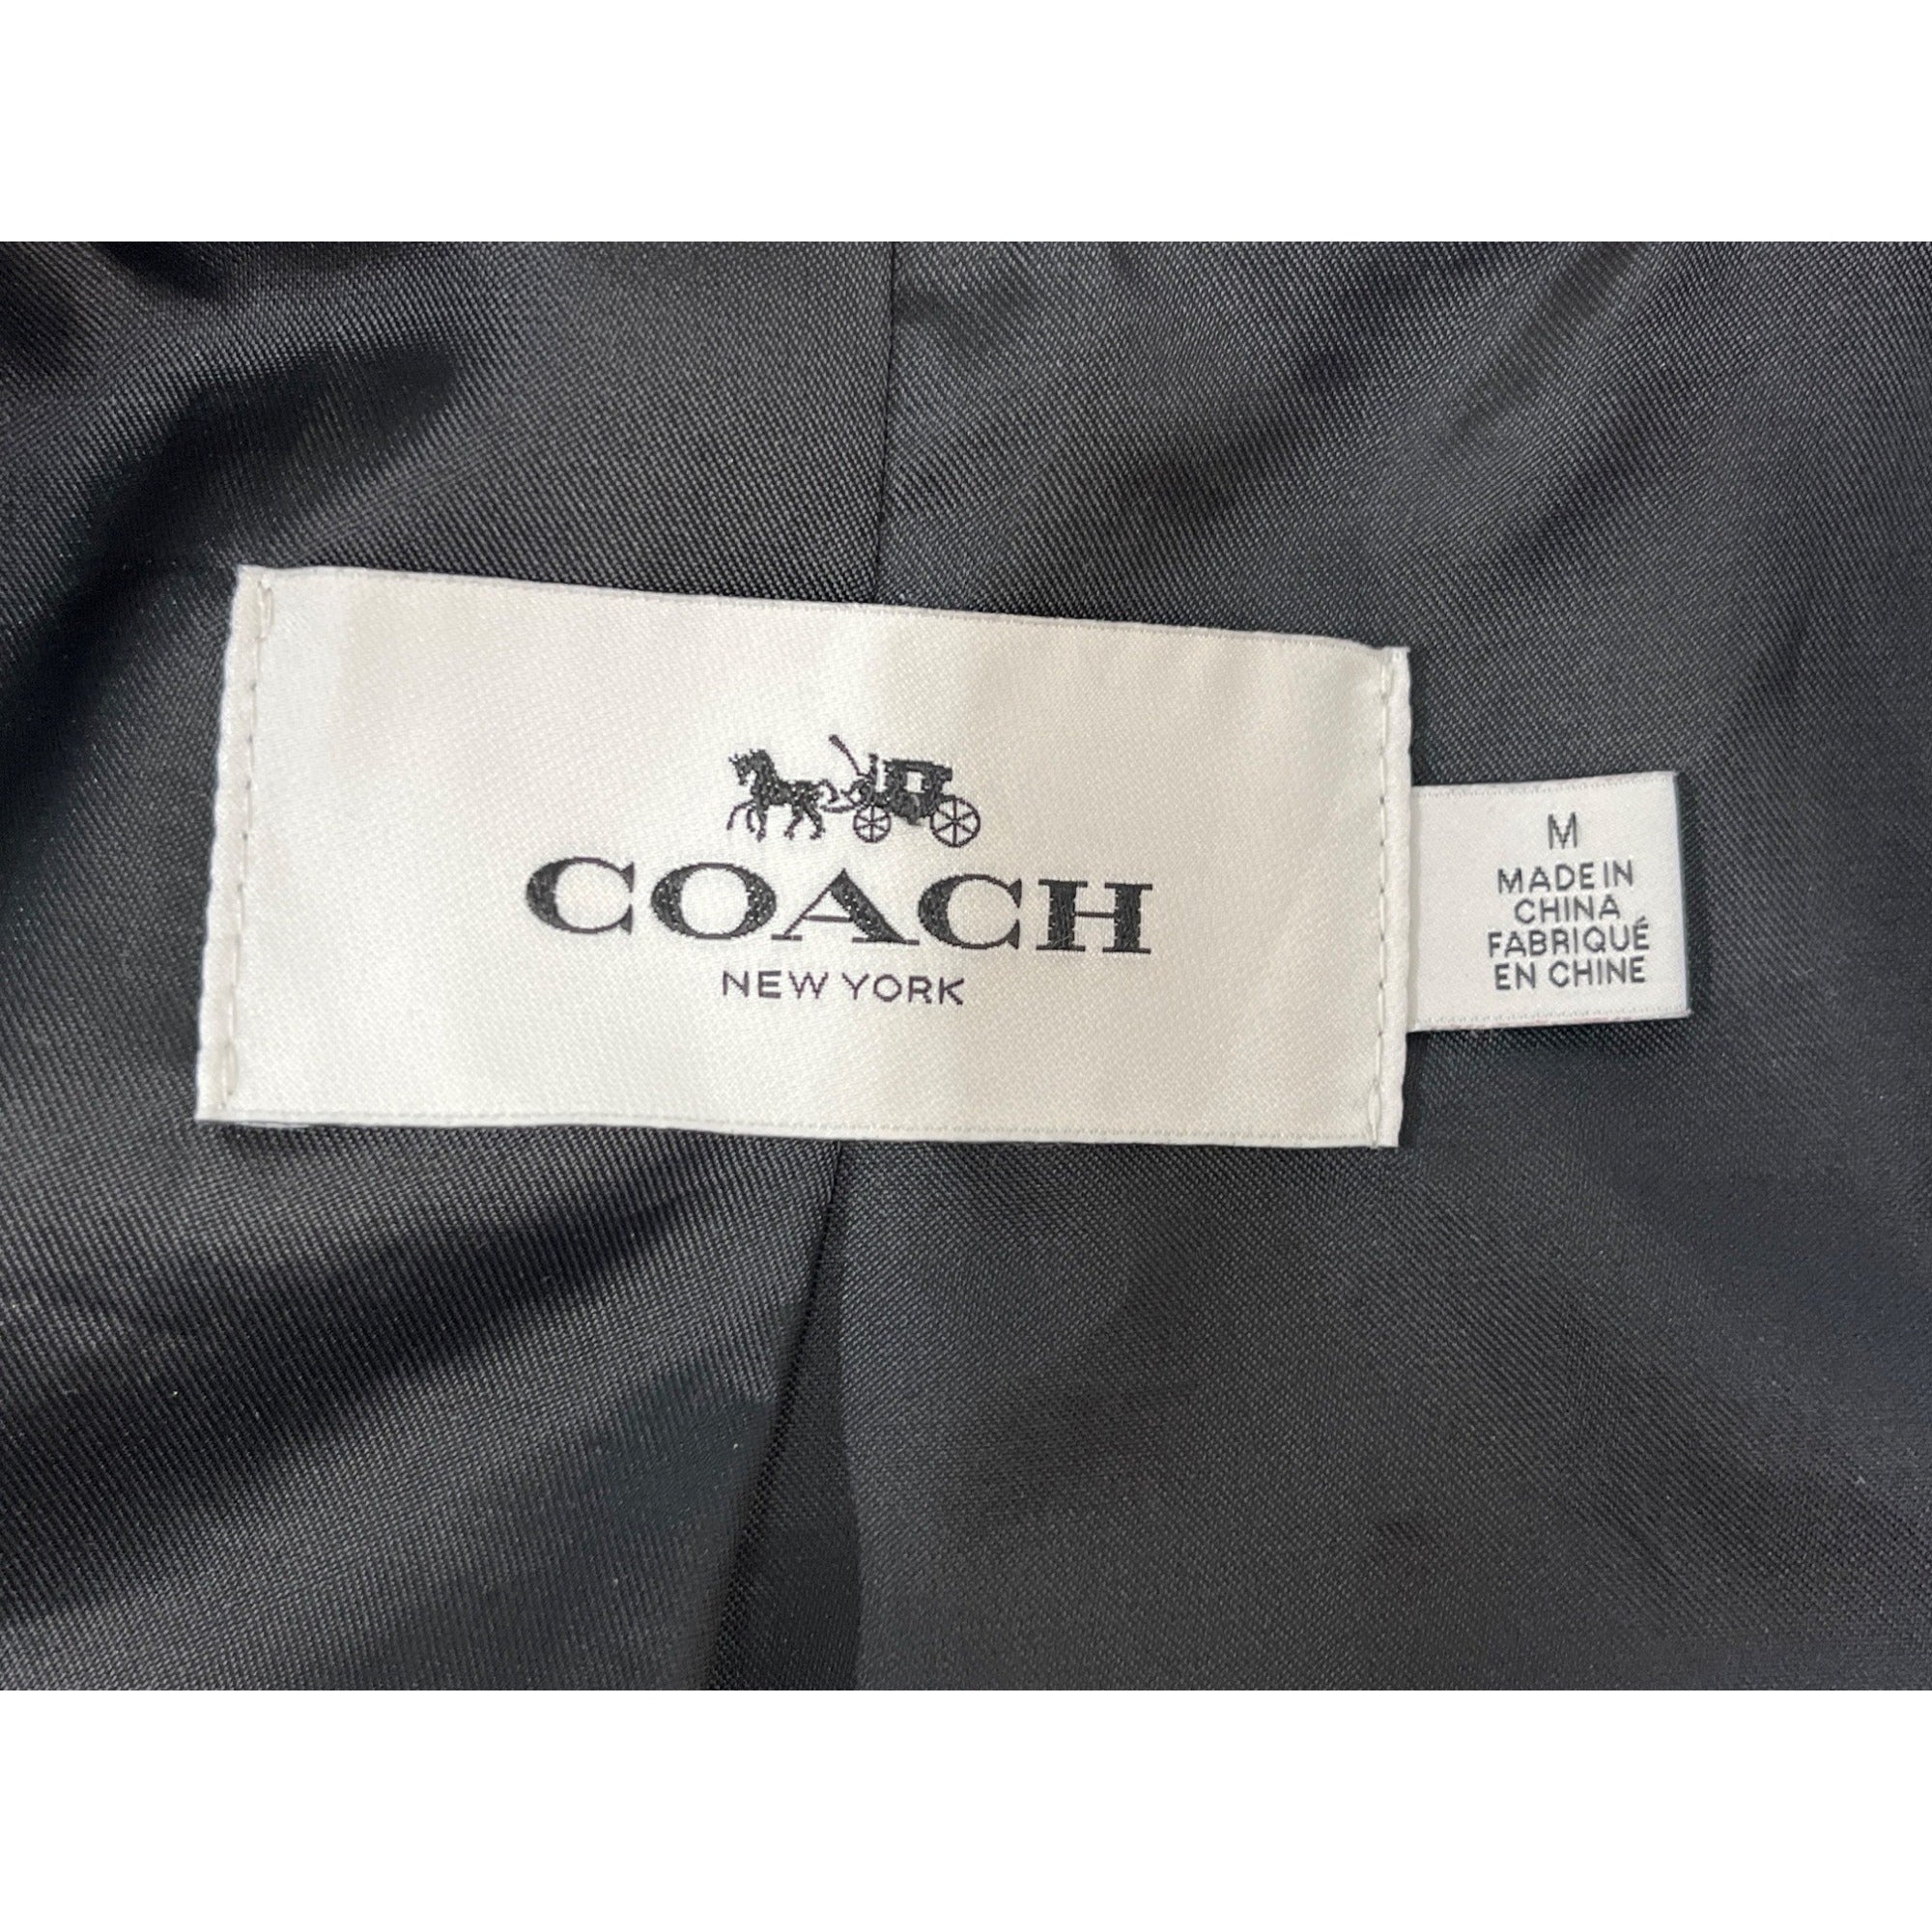 COACH
NEW YORK
M
MADE IN
CHINA
FABRIQUÉ
EN CHINE